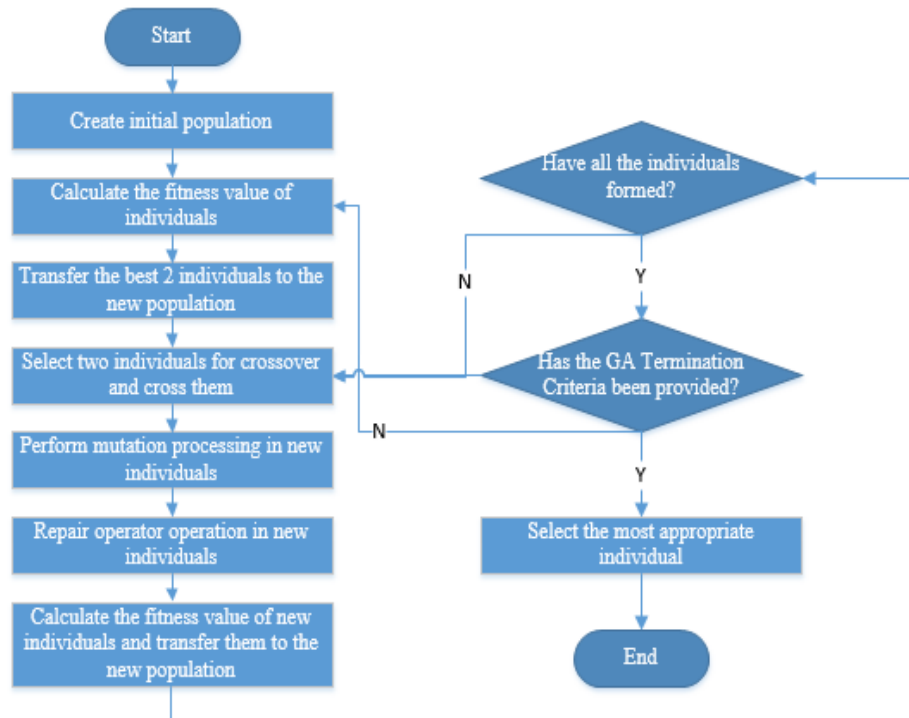 Start
Create initial population
Calculate the fitness value of
individuals
Transfer the best 2 individuals to the
new population
Select two individuals for crossover
and cross them
Perform mutation processing in new
individuals
Repair operator operation in new
individuals
Calculate the fitness value of new
individuals and transfer them to the
new population
Have all the individuals
formed?
N
Y
Has the GA Termination
Criteria been provided?
N
Y
Select the most appropriate
individual
End